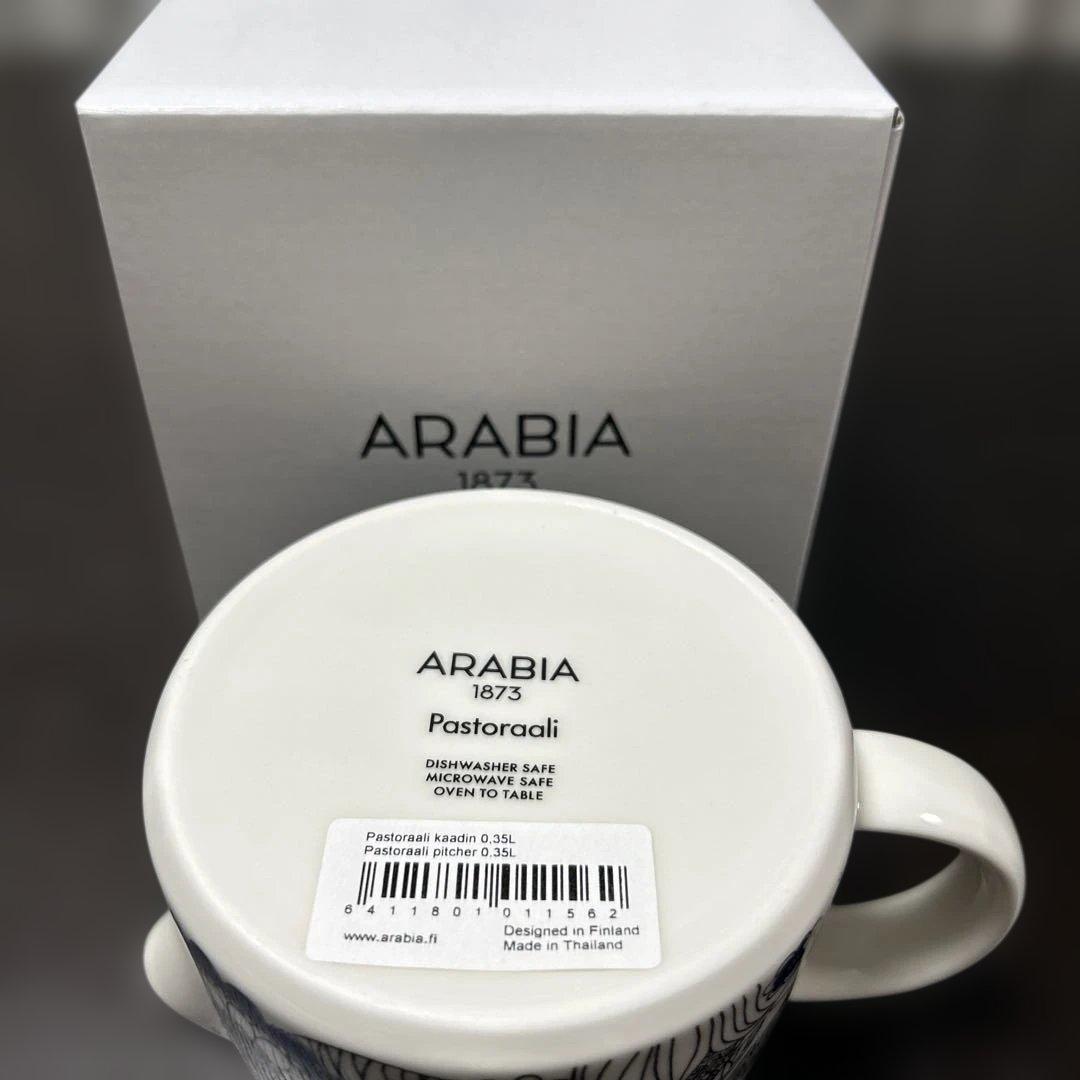 ARABIA
1873
ARABIA
1873
Pastoraali
DISHWASHER SAFE
MICROWAVE SAFE
OVEN TO TABLE
Pastoraali kaadin 0,35L
Pastoraali pitcher 0,35L
6 411801 011562
www.arabia.fi
Designed in Finland
Made in Thailand